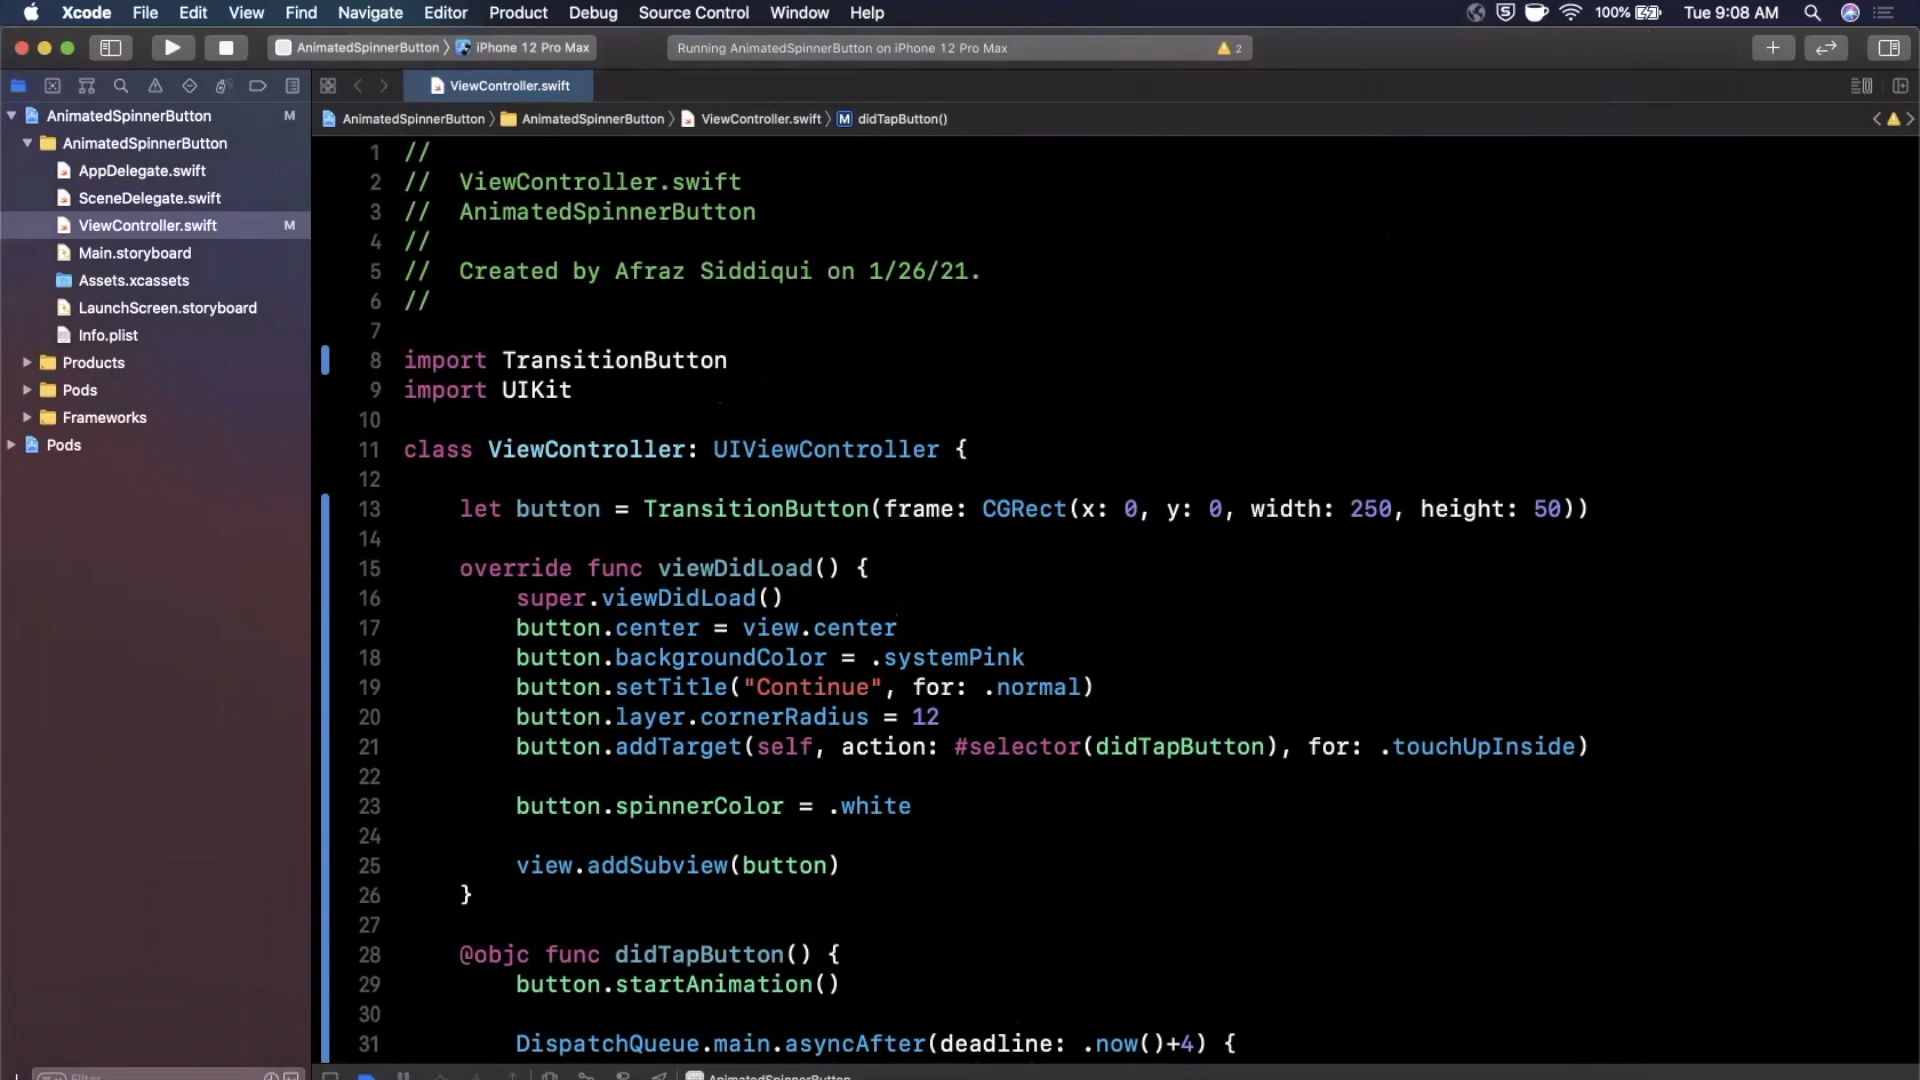 Xcode File Edit View Find Navigate Editor Product Debug Source Control Window Help 100% Tue 9:08 AM
AnimatedSpinnerButton 〉 iPhone 12 Pro Max Running AnimatedSpinnerButton on iPhone 12 Pro Max 2
ViewController.swift
AnimatedSpinnerButton 〉 AnimatedSpinnerButton 〉 ViewController.swift 〉 M didTapButton()
AnimatedSpinnerButton M
AnimatedSpinnerButton
AppDelegate.swift
SceneDelegate.swift
ViewController.swift M
Main.storyboard
Assets.xcassets
LaunchScreen.storyboard
Info.plist
Products
Pods
Frameworks
Pods
Filter
1 //
2 //  ViewController.swift
3 //  AnimatedSpinnerButton
4 //
5 //  Created by Afraz Siddiqui on 1/26/21.
6 //
7
8 import TransitionButton
9 import UIKit
10
11 class ViewController: UIViewController {
12
13     let button = TransitionButton(frame: CGRect(x: 0, y: 0, width: 250, height: 50))
14
15     override func viewDidLoad() {
16         super.viewDidLoad()
17         button.center = view.center
18         button.backgroundColor = .systemPink
19         button.setTitle("Continue", for: .normal)
20         button.layer.cornerRadius = 12
21         button.addTarget(self, action: #selector(didTapButton), for: .touchUpInside)
22
23         button.spinnerColor = .white
24
25         view.addSubview(button)
26     }
27
28     @objc func didTapButton() {
29         button.startAnimation()
30
31         DispatchQueue.main.asyncAfter(deadline: .now()+4) {
AnimatedSpinnerButton